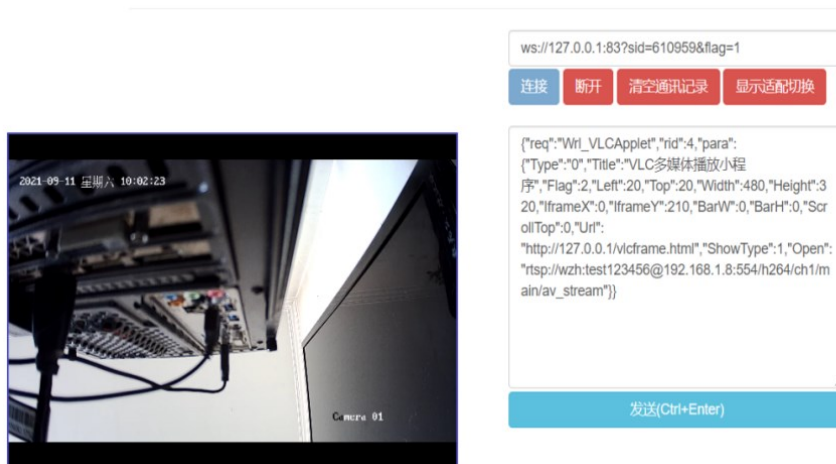 ws://127.0.0.1:83?sid=610959&flag=1
连接 断开 清空通讯记录 显示适配切换
{"req":"Wrl_VLCApplet","rid":4,"para":
{"Type":"0","Title":"VLC多媒体播放小程
序","Flag":2,"Left":20,"Top":20,"Width":480,"Height":3
20,"IframeX":0,"IframeY":210,"BarW":0,"BarH":0,"Scr
ollTop":0,"Url":
"http://127.0.0.1/vlcframe.html","ShowType":1,"Open":
"rtsp://wzh:test123456@192.168.1.8:554/h264/ch1/m
ain/av_stream"}}
发送(Ctrl+Enter)
2021-09-11 星期六 10:02:23
Camera 01